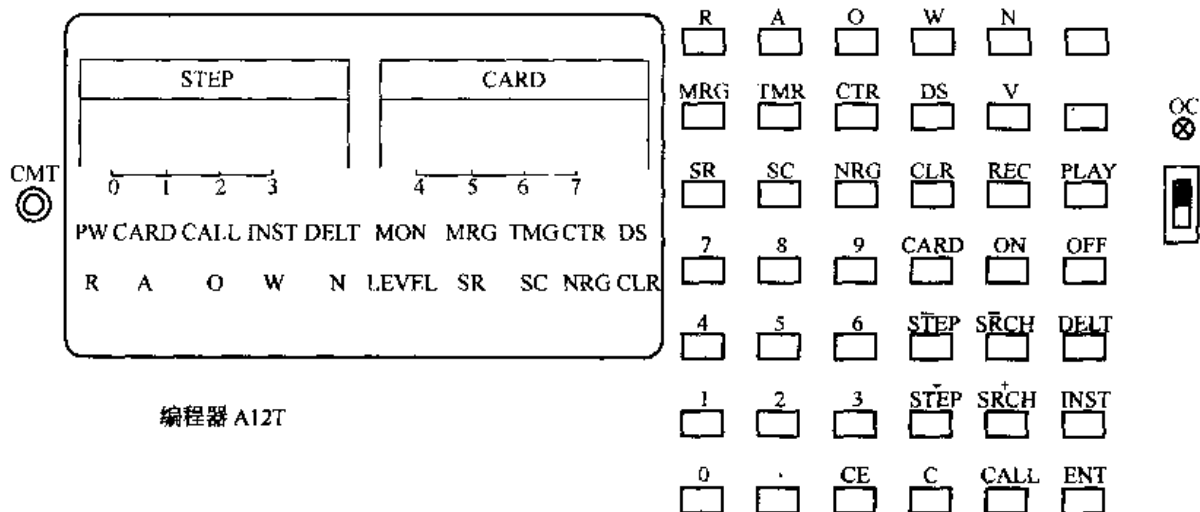 STEP CARD
CMT
0 1 2 3 4 5 6 7
PW CARD CALL INST DELT MON MRG TMG CTR DS
R A O W N LEVEL SR SC NRG CLR
编程器 A12T
R A O W N
MRG TMR CTR DS V
SR SC NRG CLR REC PLAY
7 8 9 CARD ON OFF
4 5 6 STEP SRCH DELT
1 2 3 STEP SRCH INST
0 . CE C CALL ENT
OC